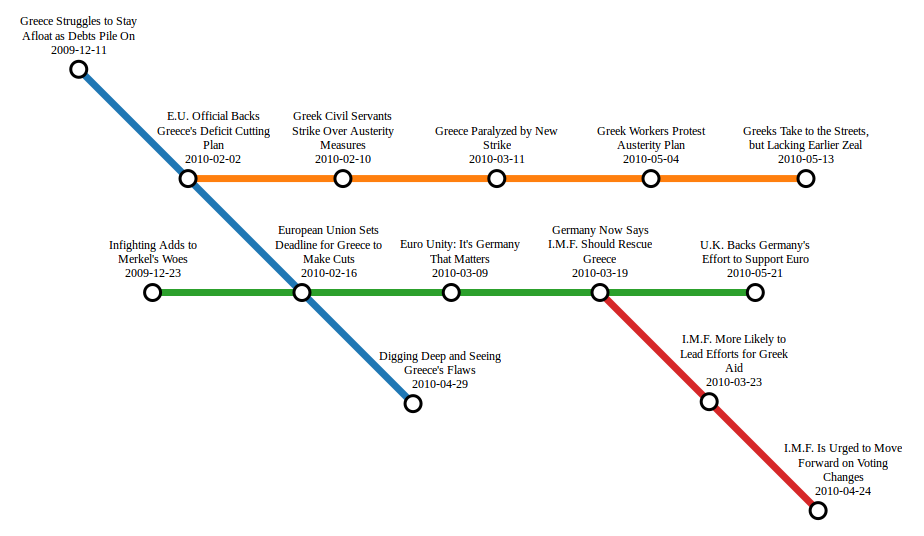 Greece Struggles to Stay
Afloat as Debts Pile On
2009-12-11
E.U. Official Backs
Greece's Deficit Cutting
Plan
2010-02-02
Greek Civil Servants
Strike Over Austerity
Measures
2010-02-10
Greece Paralyzed by New
Strike
2010-03-11
Greek Workers Protest
Austerity Plan
2010-05-04
Greeks Take to the Streets,
but Lacking Earlier Zeal
2010-05-13
Infighting Adds to
Merkel's Woes
2009-12-23
European Union Sets
Deadline for Greece to
Make Cuts
2010-02-16
Euro Unity: It's Germany
That Matters
2010-03-09
Germany Now Says
I.M.F. Should Rescue
Greece
2010-03-19
U.K. Backs Germany's
Effort to Support Euro
2010-05-21
Digging Deep and Seeing
Greece's Flaws
2010-04-29
I.M.F. More Likely to
Lead Efforts for Greek
Aid
2010-03-23
I.M.F. Is Urged to Move
Forward on Voting
Changes
2010-04-24